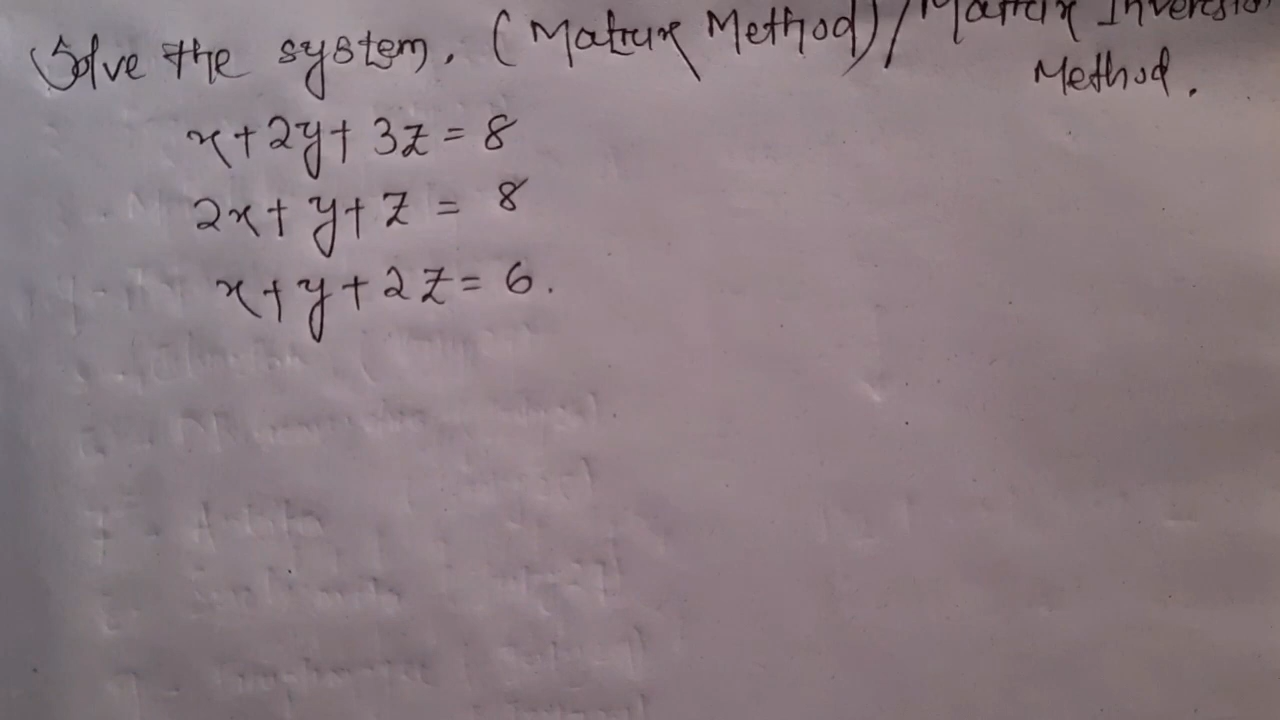 Solve the system. (Matrix Method)/Matrix Inversion
Method.
x+2y+3z=8
2x+y+z=8
x+y+2z=6.